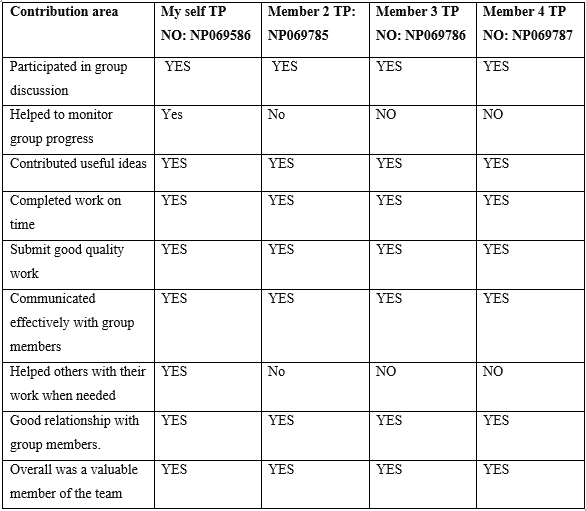 Contribution area My self TP Member 2 TP: Member 3 TP Member 4 TP
NO: NP069586 NP069785 NO: NP069786 NO: NP069787
Participated in group YES YES YES YES
discussion
Helped to monitor Yes No NO NO
group progress
Contributed useful ideas YES YES YES YES
Completed work on YES YES YES YES
time
Submit good quality YES YES YES YES
work
Communicated YES YES YES YES
effectively with group
members
Helped others with their YES No NO NO
work when needed
Good relationship with YES YES YES YES
group members.
Overall was a valuable YES YES YES YES
member of the team